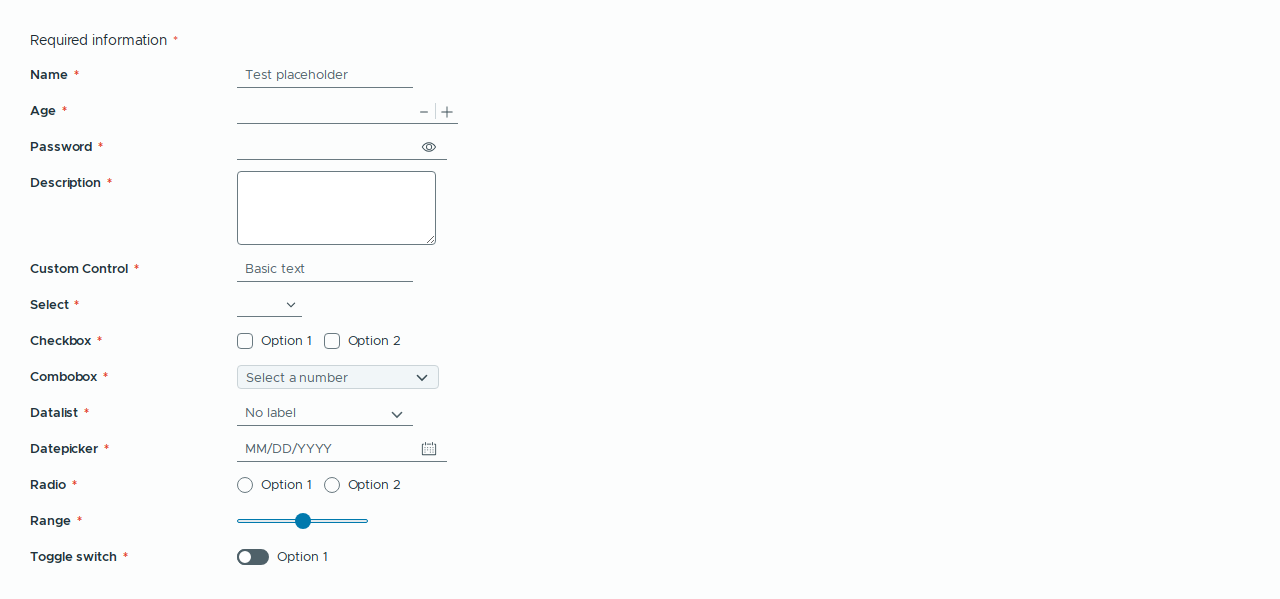 Required information *
Name * Test placeholder
Age *
Password *
Description *
Custom Control * Basic text
Select *
Checkbox * Option 1 Option 2
Combobox * Select a number
Datalist * No label
Datepicker * MM/DD/YYYY
Radio * Option 1 Option 2
Range *
Toggle switch * Option 1